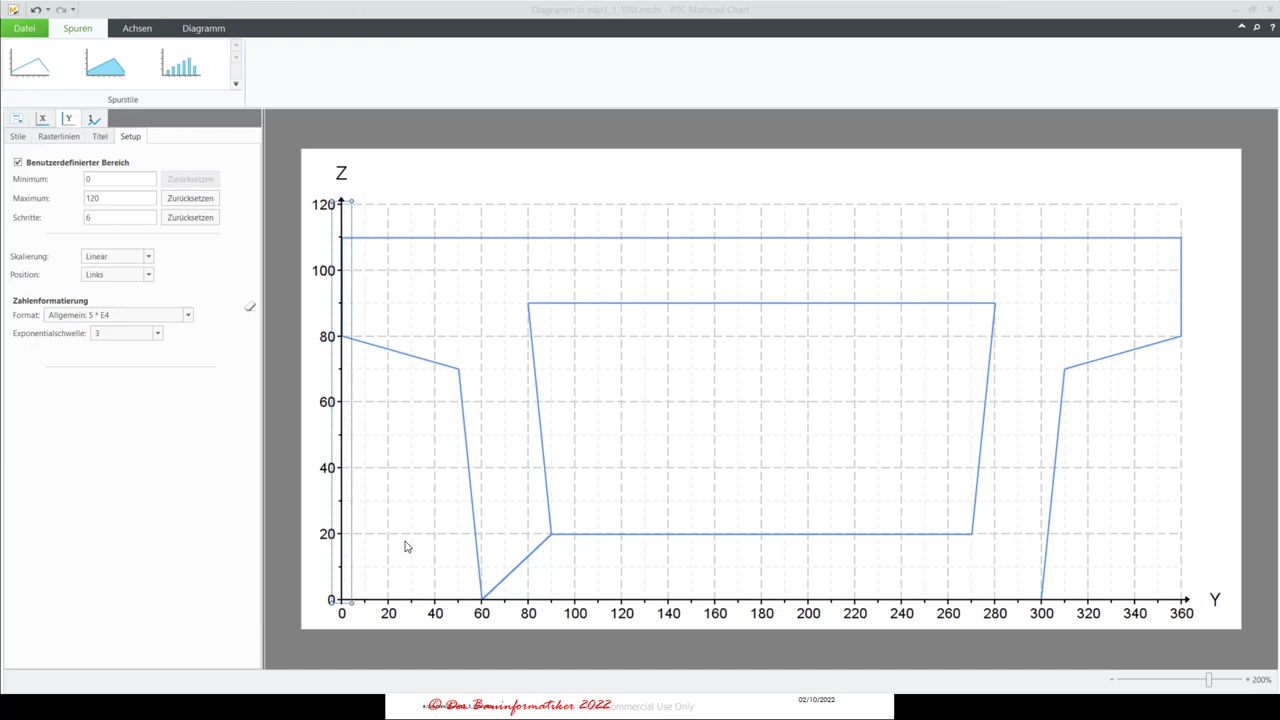 Diagramm in edp1_3_10Sf.mcdx - PTC Mathcad Chart
Datei Spuren Achsen Diagramm
Spurstile
X Y 1
Stile Rasterlinien Titel Setup
Benutzerdefinierter Bereich
Minimum: 0 Zurücksetzen
Maximum: 120 Zurücksetzen
Schritte: 6 Zurücksetzen
Skalierung: Linear
Position: Links
Zahlenformatierung
Format: Allgemein: 5 * E4
Exponentialschwelle: 3
Z
120
100
80
60
40
20
0
0 20 40 60 80 100 120 140 160 180 200 220 240 260 280 300 320 340 360 Y
- + 200%
© Der Bauinformatiker 2022
Commercial Use Only
02/10/2022